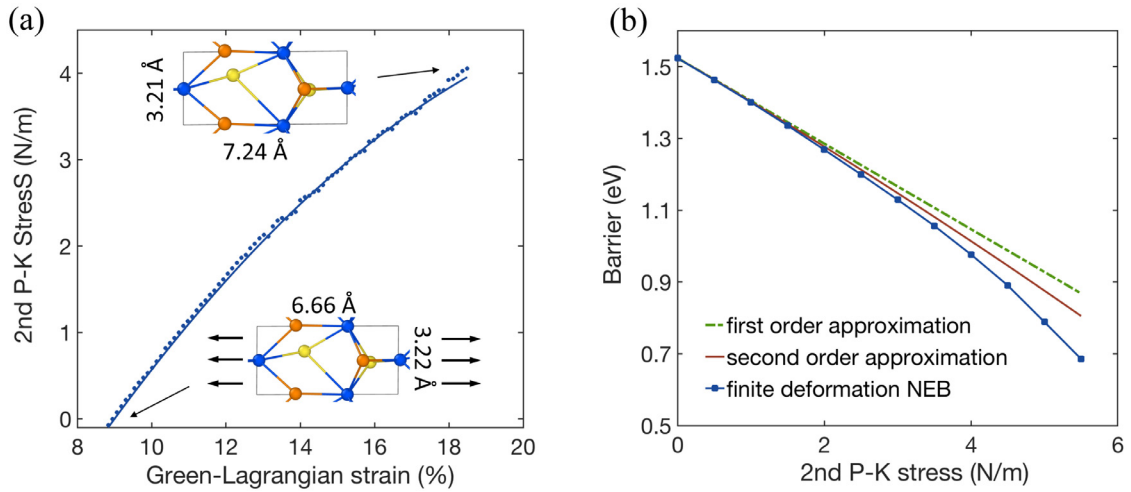 (a)
2nd P-K StressS (N/m)
4
3
2
1
0
8
10
12
14
16
18
20
Green-Lagrangian strain (%)
3.21 Å
7.24 Å
6.66 Å
3.22 Å
(b)
Barrier (eV)
1.5
1.3
1.1
0.9
0.7
0.5
0
2
4
6
2nd P-K stress (N/m)
first order approximation
second order approximation
finite deformation NEB